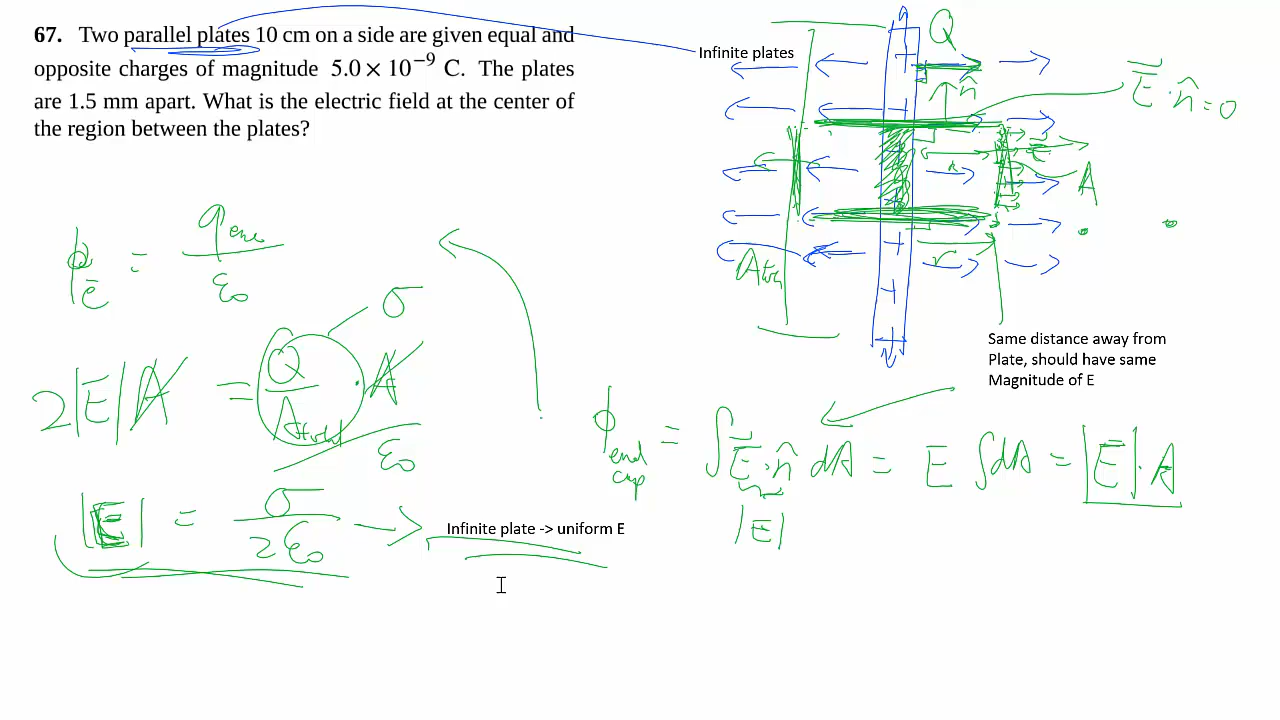 67. Two parallel plates 10 cm on a side are given equal and
opposite charges of magnitude 5.0 × 10⁻⁹ C. The plates
are 1.5 mm apart. What is the electric field at the center of
the region between the plates?
Infinite plates
Q
n̂
E⃗ · n̂ = 0
+
+
E⃗
A
+
r
Same distance away from
Plate, should have same
Magnitude of E
ϕ_E = q_enc / ε₀
σ
2|E|A = Q / A_total · A / ε₀
|E| = σ / 2ε₀ →
Infinite plate -> uniform E
ϕ_end cap = ∫ E⃗ · n̂ dA = E ∫dA = |E| · A
|E|